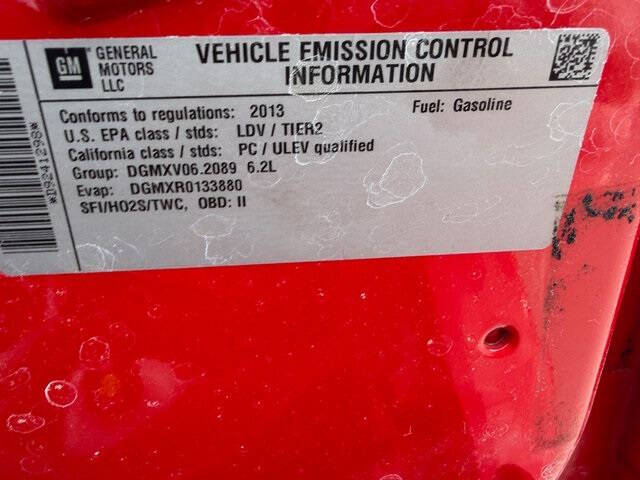 GM GENERAL MOTORS LLC
VEHICLE EMISSION CONTROL
INFORMATION
Conforms to regulations: 2013 Fuel: Gasoline
U.S. EPA class / stds: LDV / TIER2
California class / stds: PC / ULEV qualified
Group: DGMXV06.2089 6.2L
Evap: DGMXR0133880
SFI/HO2S/TWC, OBD: II
*D9241298*